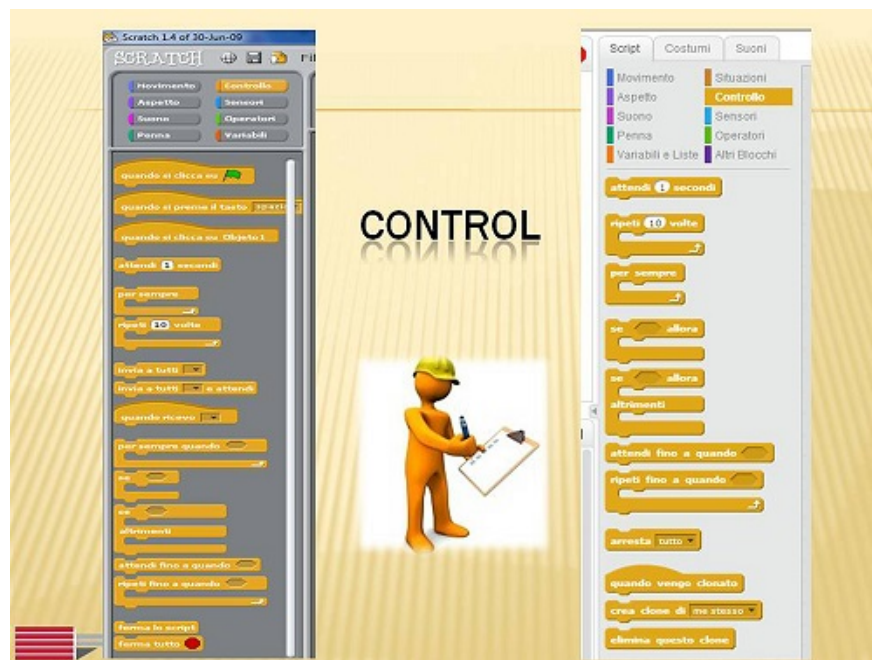 Scratch 1.4 of 30-Jun-09
SCRATCH
Movimento Controllo
Aspetto Sensori
Suono Operatori
Penna Variabili
quando si clicca su
quando si preme il tasto
quando si clicca su Objeto1
attendi 1 secondi
per sempre
ripeti 10 volte
invia a tutti
invia a tutti e attendi
quando ricevo
per sempre quando
se
se
altrimenti
attendi fino a quando
ripeti fino a quando
ferma lo script
ferma tutto
CONTROL
Script Costumi Suoni
Movimento Situazioni
Aspetto Controllo
Suono Sensori
Penna Operatori
Variabili e Liste Altri Blocchi
attendi 1 secondi
ripeti 10 volte
per sempre
se allora
se allora
altrimenti
attendi fino a quando
ripeti fino a quando
arresta tutto
quando vengo clonato
crea clone di me stesso
elimina questo clone